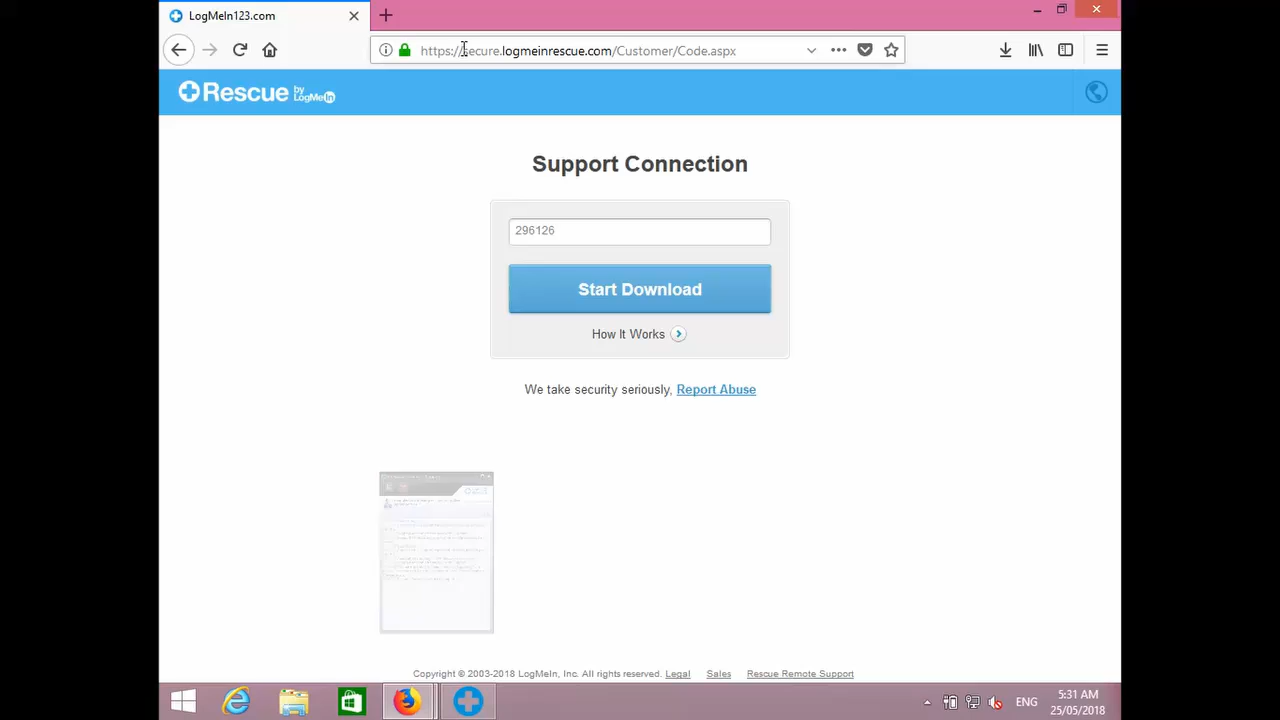 LogMeIn123.com
https://secure.logmeinrescue.com/Customer/Code.aspx
Rescue by LogMeIn
Support Connection
296126
Start Download
How It Works
We take security seriously, Report Abuse
Copyright © 2003-2018 LogMeIn, Inc. All rights reserved. Legal Sales Rescue Remote Support
ENG
5:31 AM
25/05/2018